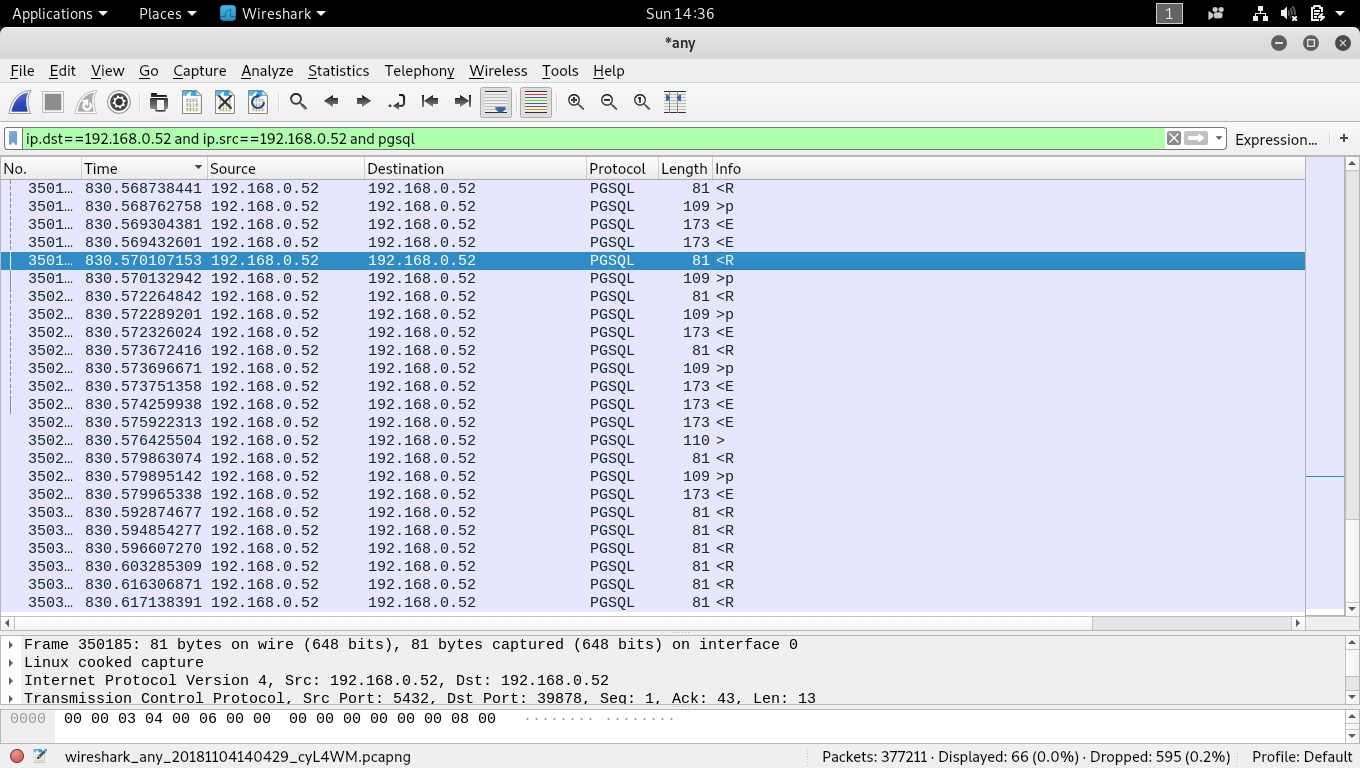 Applications Places Wireshark Sun 14:36 1
*any
File Edit View Go Capture Analyze Statistics Telephony Wireless Tools Help
ip.dst==192.168.0.52 and ip.src==192.168.0.52 and pgsql Expression... +
No. Time Source Destination Protocol Length Info
3501… 830.568738441 192.168.0.52 192.168.0.52 PGSQL 81 <R
3501… 830.568762758 192.168.0.52 192.168.0.52 PGSQL 109 >p
3501… 830.569304381 192.168.0.52 192.168.0.52 PGSQL 173 <E
3501… 830.569432601 192.168.0.52 192.168.0.52 PGSQL 173 <E
3501… 830.570107153 192.168.0.52 192.168.0.52 PGSQL 81 <R
3501… 830.570132942 192.168.0.52 192.168.0.52 PGSQL 109 >p
3502… 830.572264842 192.168.0.52 192.168.0.52 PGSQL 81 <R
3502… 830.572289201 192.168.0.52 192.168.0.52 PGSQL 109 >p
3502… 830.572326024 192.168.0.52 192.168.0.52 PGSQL 173 <E
3502… 830.573672416 192.168.0.52 192.168.0.52 PGSQL 81 <R
3502… 830.573696671 192.168.0.52 192.168.0.52 PGSQL 109 >p
3502… 830.573751358 192.168.0.52 192.168.0.52 PGSQL 173 <E
3502… 830.574259938 192.168.0.52 192.168.0.52 PGSQL 173 <E
3502… 830.575922313 192.168.0.52 192.168.0.52 PGSQL 173 <E
3502… 830.576425504 192.168.0.52 192.168.0.52 PGSQL 110 >
3502… 830.579863074 192.168.0.52 192.168.0.52 PGSQL 81 <R
3502… 830.579895142 192.168.0.52 192.168.0.52 PGSQL 109 >p
3502… 830.579965338 192.168.0.52 192.168.0.52 PGSQL 173 <E
3503… 830.592874677 192.168.0.52 192.168.0.52 PGSQL 81 <R
3503… 830.594854277 192.168.0.52 192.168.0.52 PGSQL 81 <R
3503… 830.596607270 192.168.0.52 192.168.0.52 PGSQL 81 <R
3503… 830.603285309 192.168.0.52 192.168.0.52 PGSQL 81 <R
3503… 830.616306871 192.168.0.52 192.168.0.52 PGSQL 81 <R
3503… 830.617138391 192.168.0.52 192.168.0.52 PGSQL 81 <R
Frame 350185: 81 bytes on wire (648 bits), 81 bytes captured (648 bits) on interface 0
Linux cooked capture
Internet Protocol Version 4, Src: 192.168.0.52, Dst: 192.168.0.52
Transmission Control Protocol, Src Port: 5432, Dst Port: 39878, Seq: 1, Ack: 43, Len: 13
0000 00 00 03 04 00 06 00 00 00 00 00 00 00 00 08 00 ········ ········
wireshark_any_20181104140429_cyL4WM.pcapng Packets: 377211 · Displayed: 66 (0.0%) · Dropped: 595 (0.2%) Profile: Default